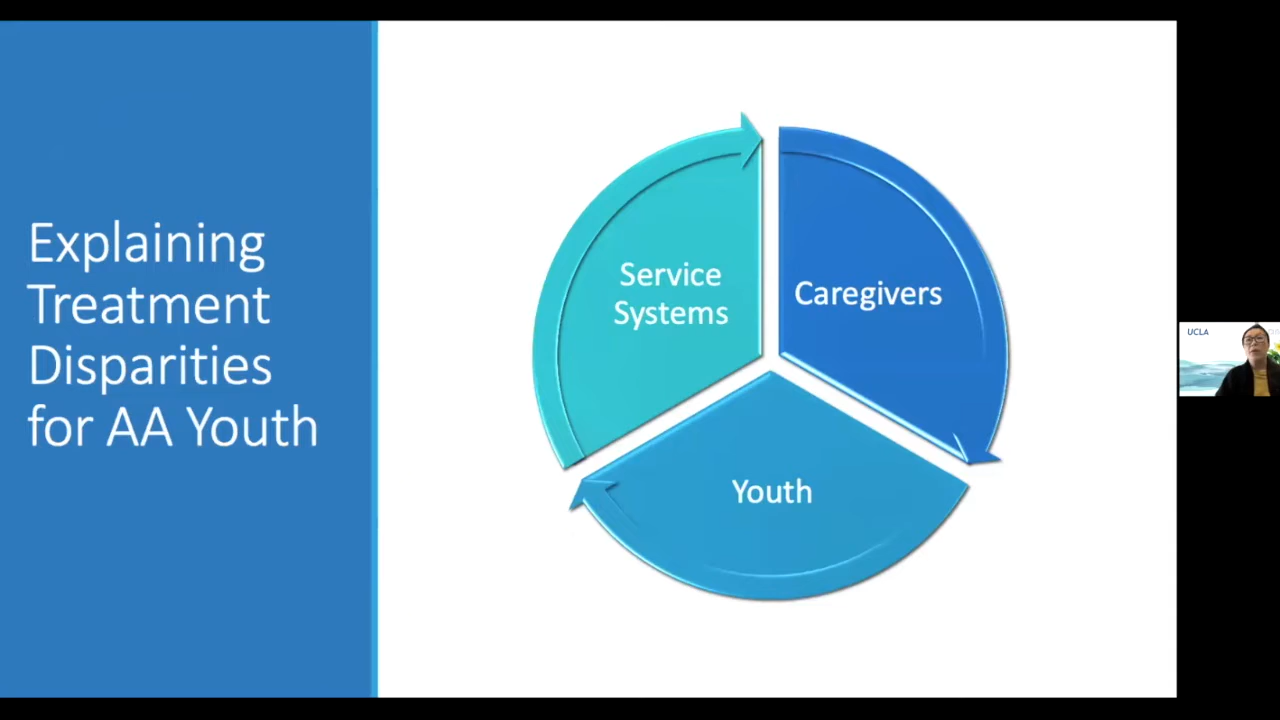 Explaining
Treatment
Disparities
for AA Youth
Service
Systems
Caregivers
Youth
UCLA